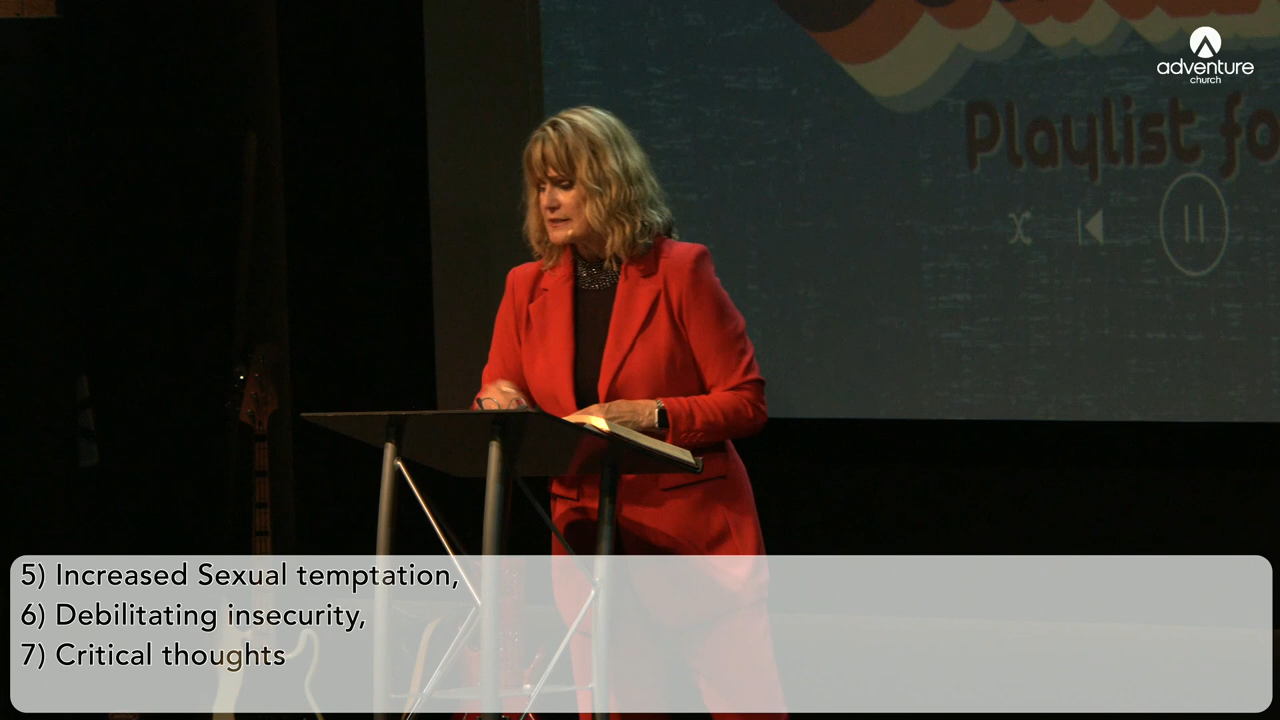 adventure
church
Playlist fo
5) Increased Sexual temptation,
6) Debilitating insecurity,
7) Critical thoughts